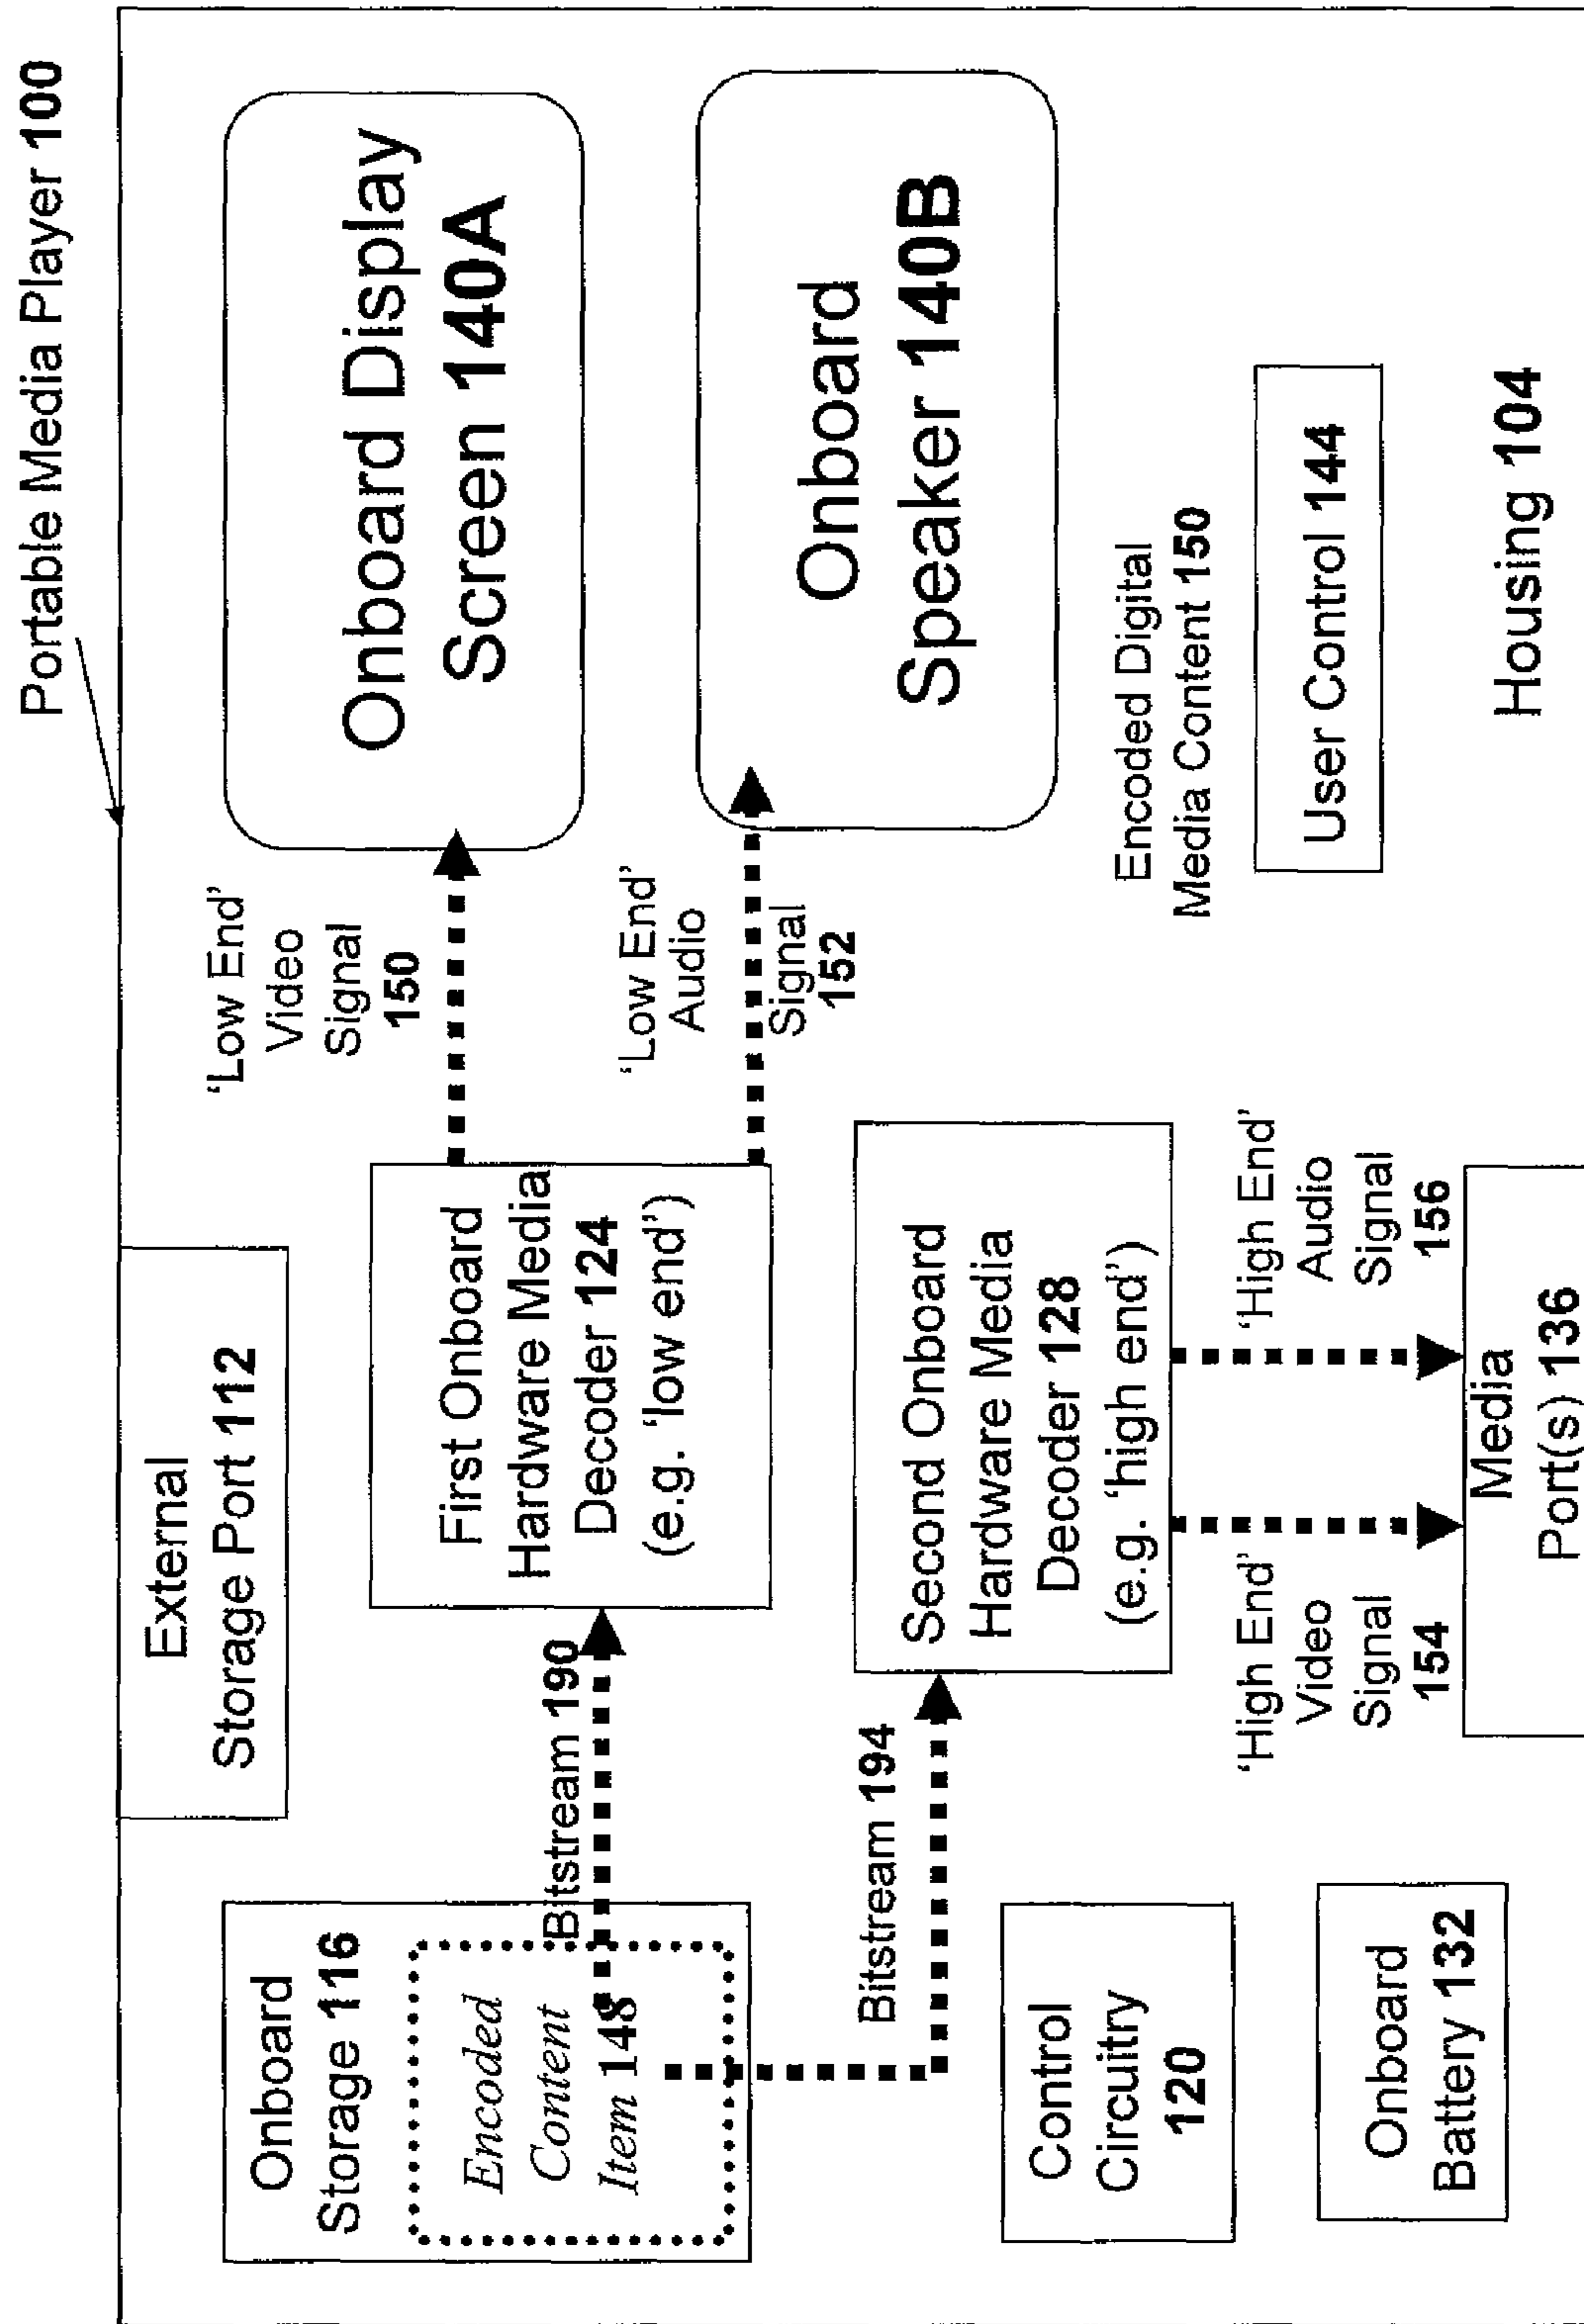 Portable Media Player 100
External
Storage Port 112
Onboard
Storage 116
Encoded
Content
Item 148
Bitstream 190
First Onboard
Hardware Media
Decoder 124
(e.g. 'low end')
'Low End'
Video
Signal
150
Onboard Display
Screen 140A
'Low End'
Audio
Signal
152
Onboard
Speaker 140B
Bitstream 194
Second Onboard
Hardware Media
Decoder 128
(e.g. 'high end')
Encoded Digital
Media Content 150
Control
Circuitry
120
'High End'
Video
Signal
154
'High End'
Audio
Signal
156
User Control 144
Onboard
Battery 132
Media
Port(s) 136
Housing 104